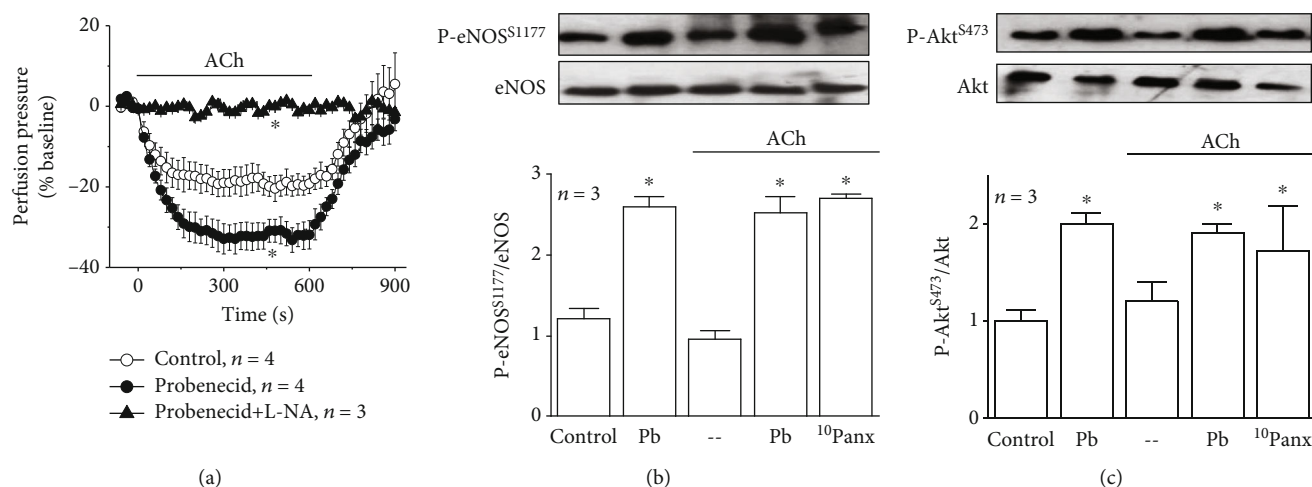 (a)
ACh
Perfusion pressure
(% baseline)
20
0
−20
−40
*
*
0 300 600 900
Time (s)
Control, n = 4
Probenecid, n = 4
Probenecid+L-NA, n = 3
(a)
(b)
P-eNOS^S1177
eNOS
ACh
n = 3
P-eNOS^S1177/eNOS
3
2
1
0
* * *
Control Pb -- Pb ^10Panx
(b)
(c)
P-Akt^S473
Akt
ACh
n = 3
P-Akt^S473/Akt
2
1
* * *
Control Pb -- Pb ^10Panx
(c)